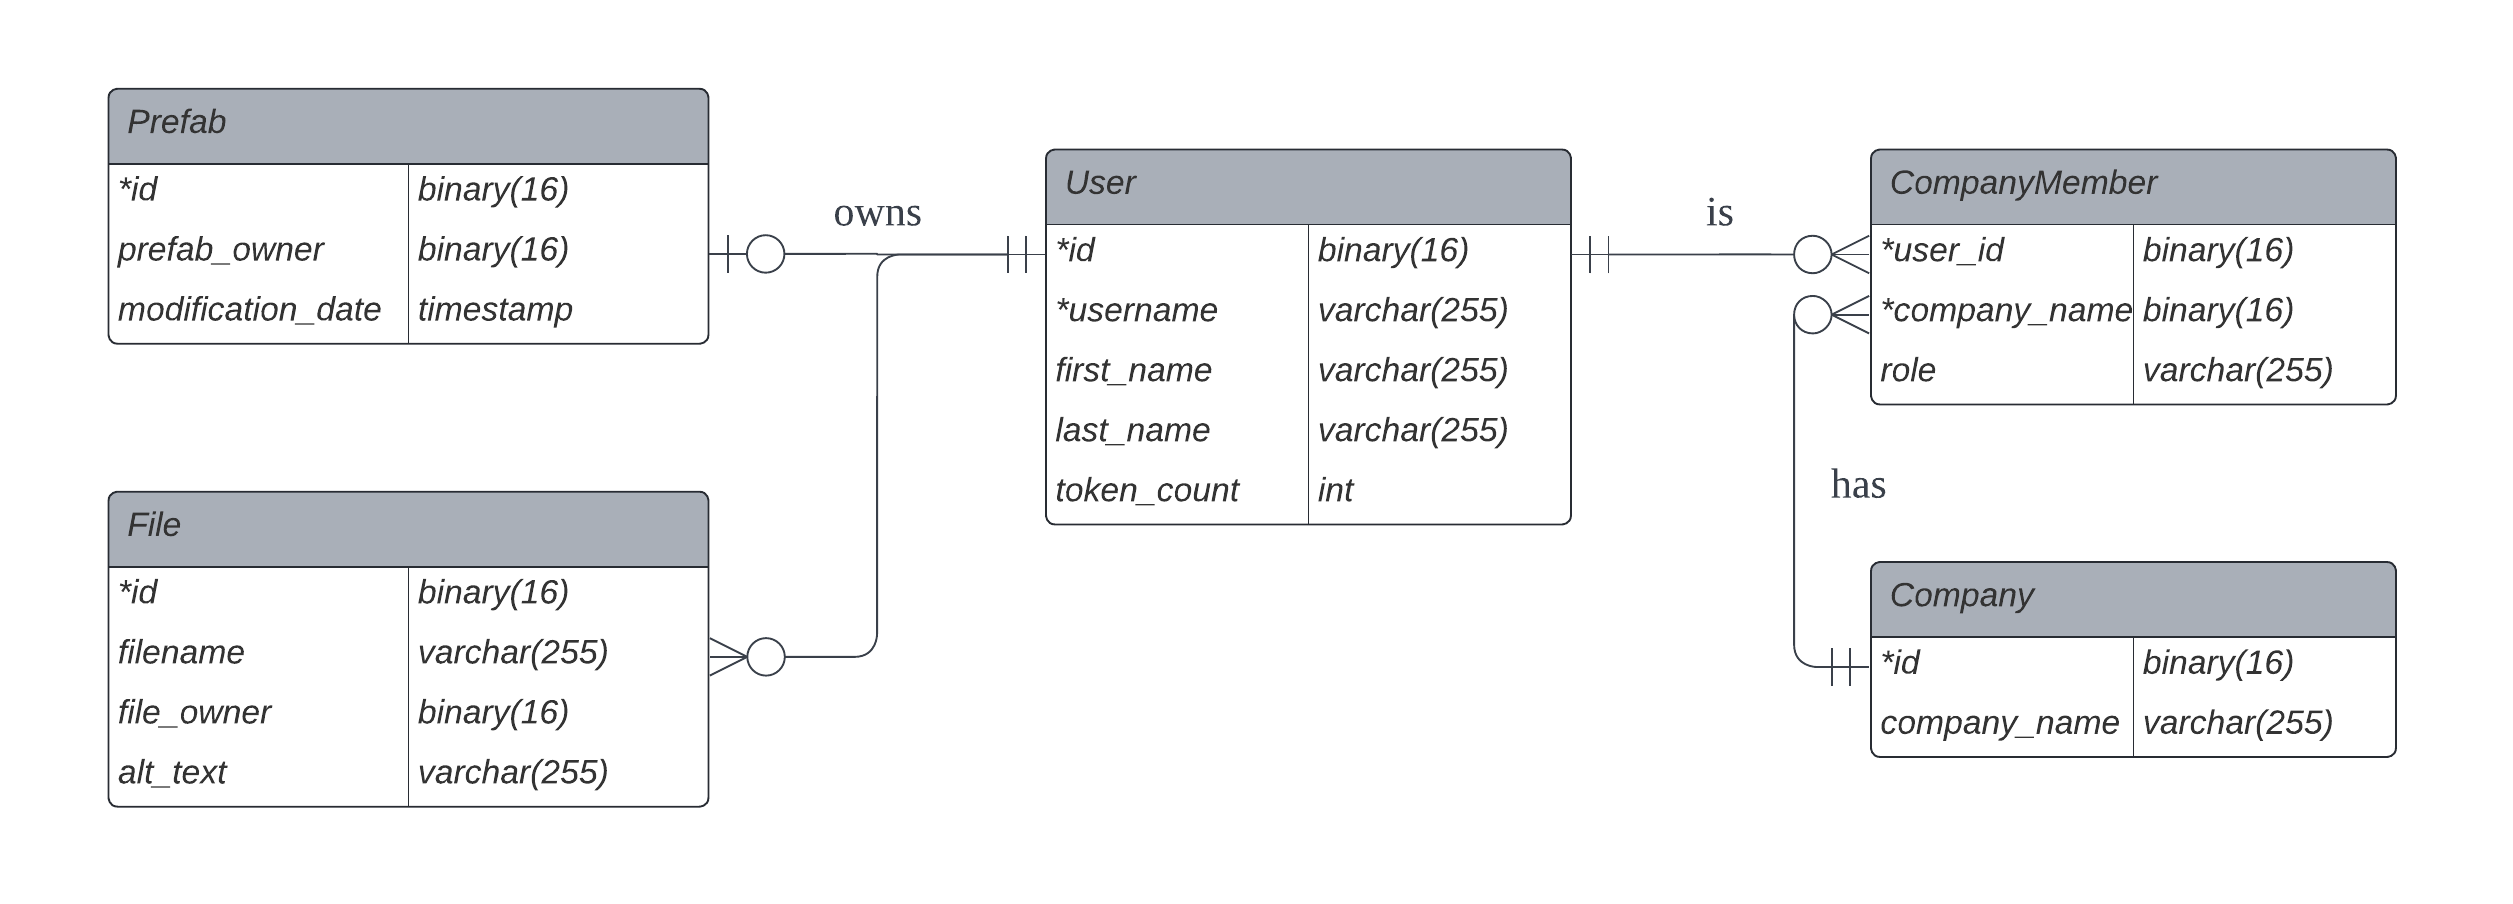 Prefab
*id binary(16)
prefab_owner binary(16)
modification_date timestamp
owns
User
*id binary(16)
*username varchar(255)
first_name varchar(255)
last_name varchar(255)
token_count int
is
CompanyMember
*user_id binary(16)
*company_name binary(16)
role varchar(255)
has
File
*id binary(16)
filename varchar(255)
file_owner binary(16)
alt_text varchar(255)
Company
*id binary(16)
company_name varchar(255)